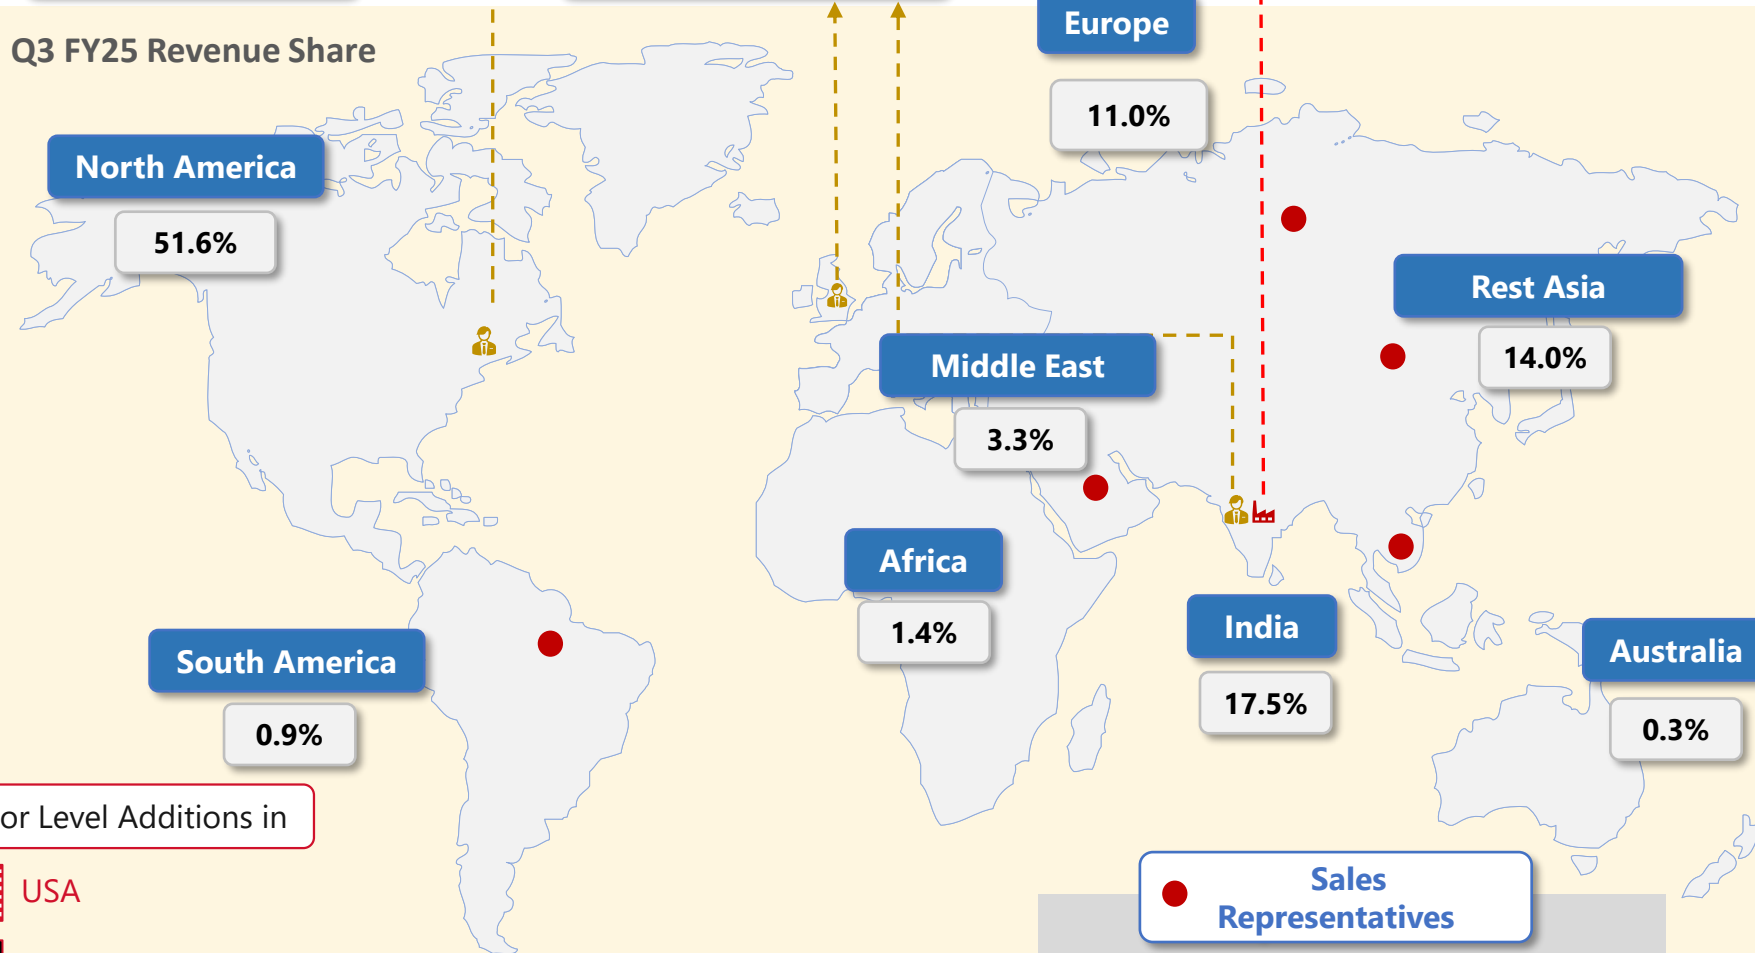 Europe
Q3 FY25 Revenue Share
11.0%
North America
51.6%
Rest Asia
14.0%
Middle East
3.3%
Africa
1.4%
India
17.5%
South America
0.9%
Australia
0.3%
or Level Additions in
USA
Sales
Representatives